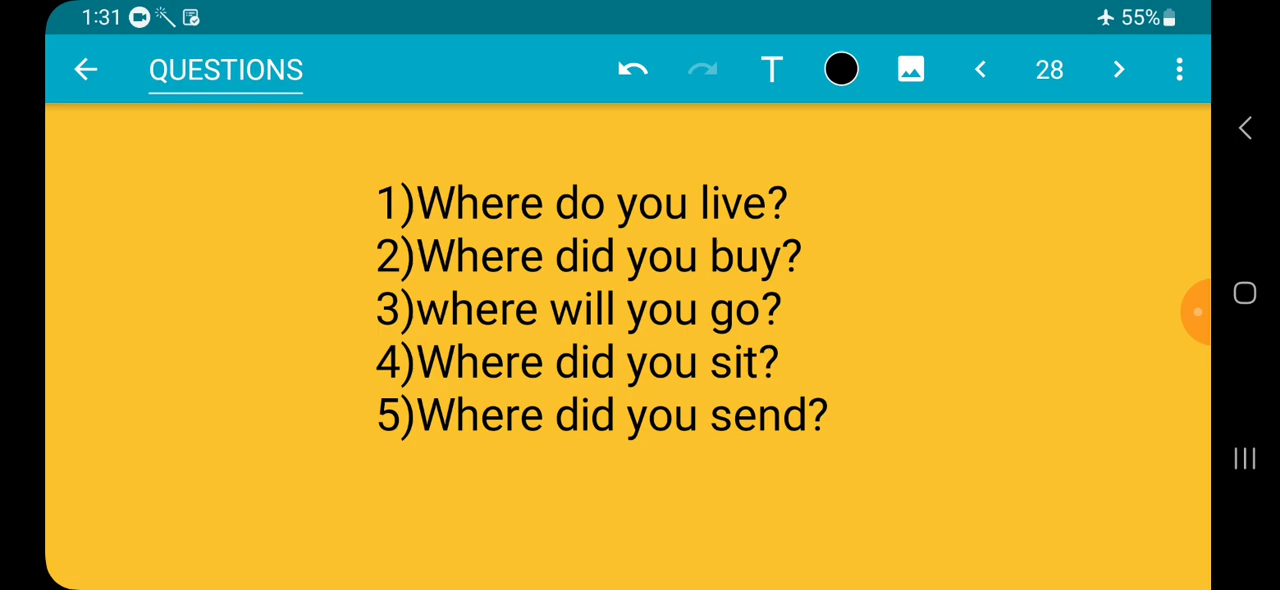 1:31 55%
QUESTIONS T 28
1)Where do you live?
2)Where did you buy?
3)where will you go?
4)Where did you sit?
5)Where did you send?